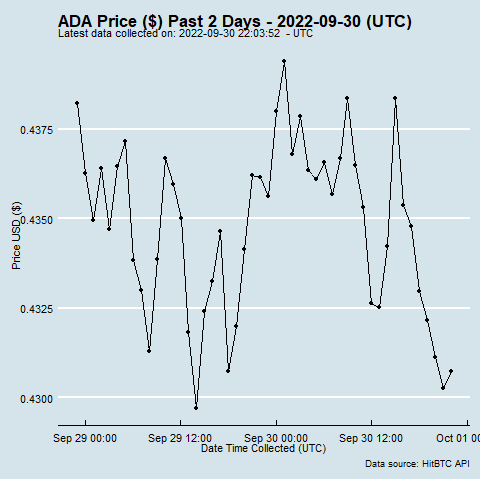 ADA Price ($) Past 2 Days - 2022-09-30 (UTC)
Latest data collected on: 2022-09-30 22:03:52 - UTC
Price USD ($)
0.4375
0.4350
0.4325
0.4300
Sep 29 00:00
Sep 29 12:00
Sep 30 00:00
Sep 30 12:00
Oct 01 00
Date Time Collected (UTC)
Data source: HitBTC API